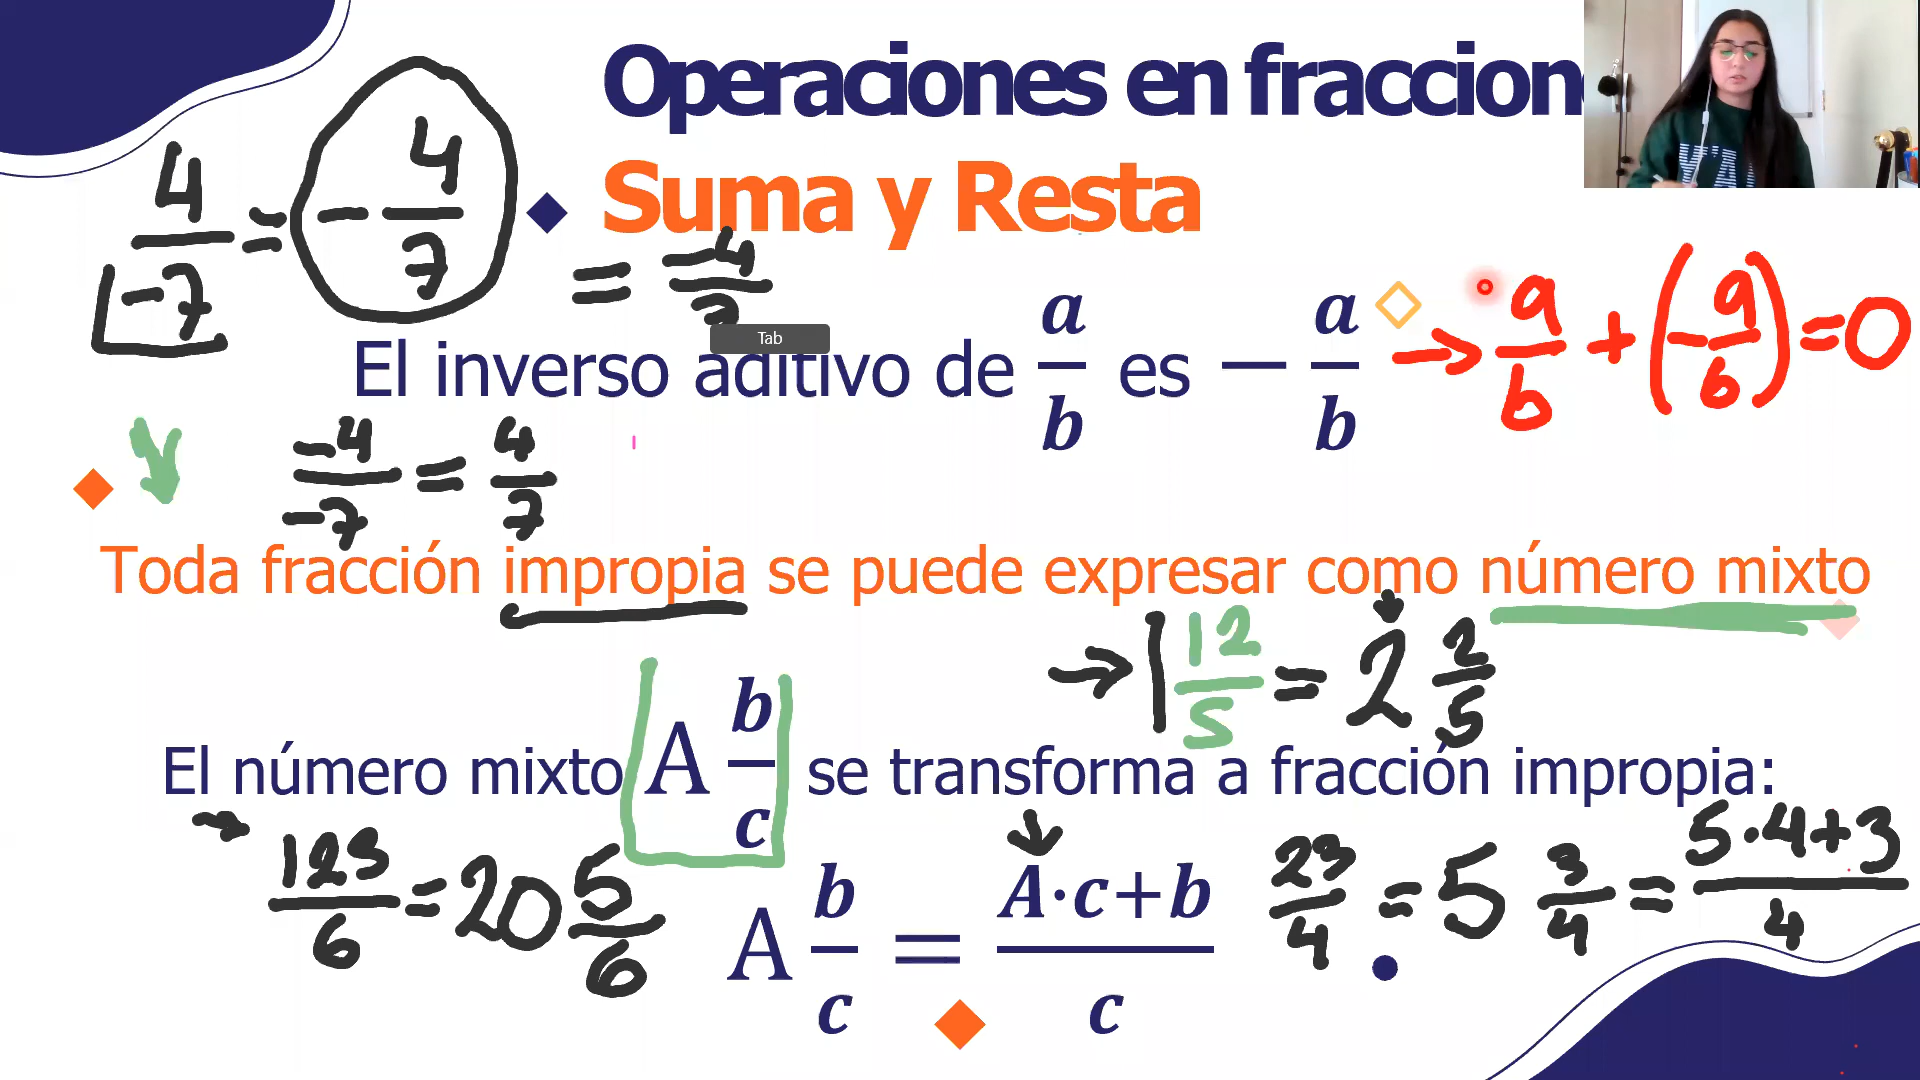 Operaciones en fraccion
Suma y Resta
4/-7 = -4/7 = -4/7
Tab
El inverso aditivo de a/b es − a/b → a/b + (-a/b) = 0
-4/-7 = 4/7
Toda fracción impropia se puede expresar como número mixto
→ | 12/5 = 2 2/5
El número mixto A b/c se transforma a fracción impropia:
→ 125/6 = 20 5/6
A b/c = A·c+b/c
23/4 = 5 3/4 = 5·4+3/4